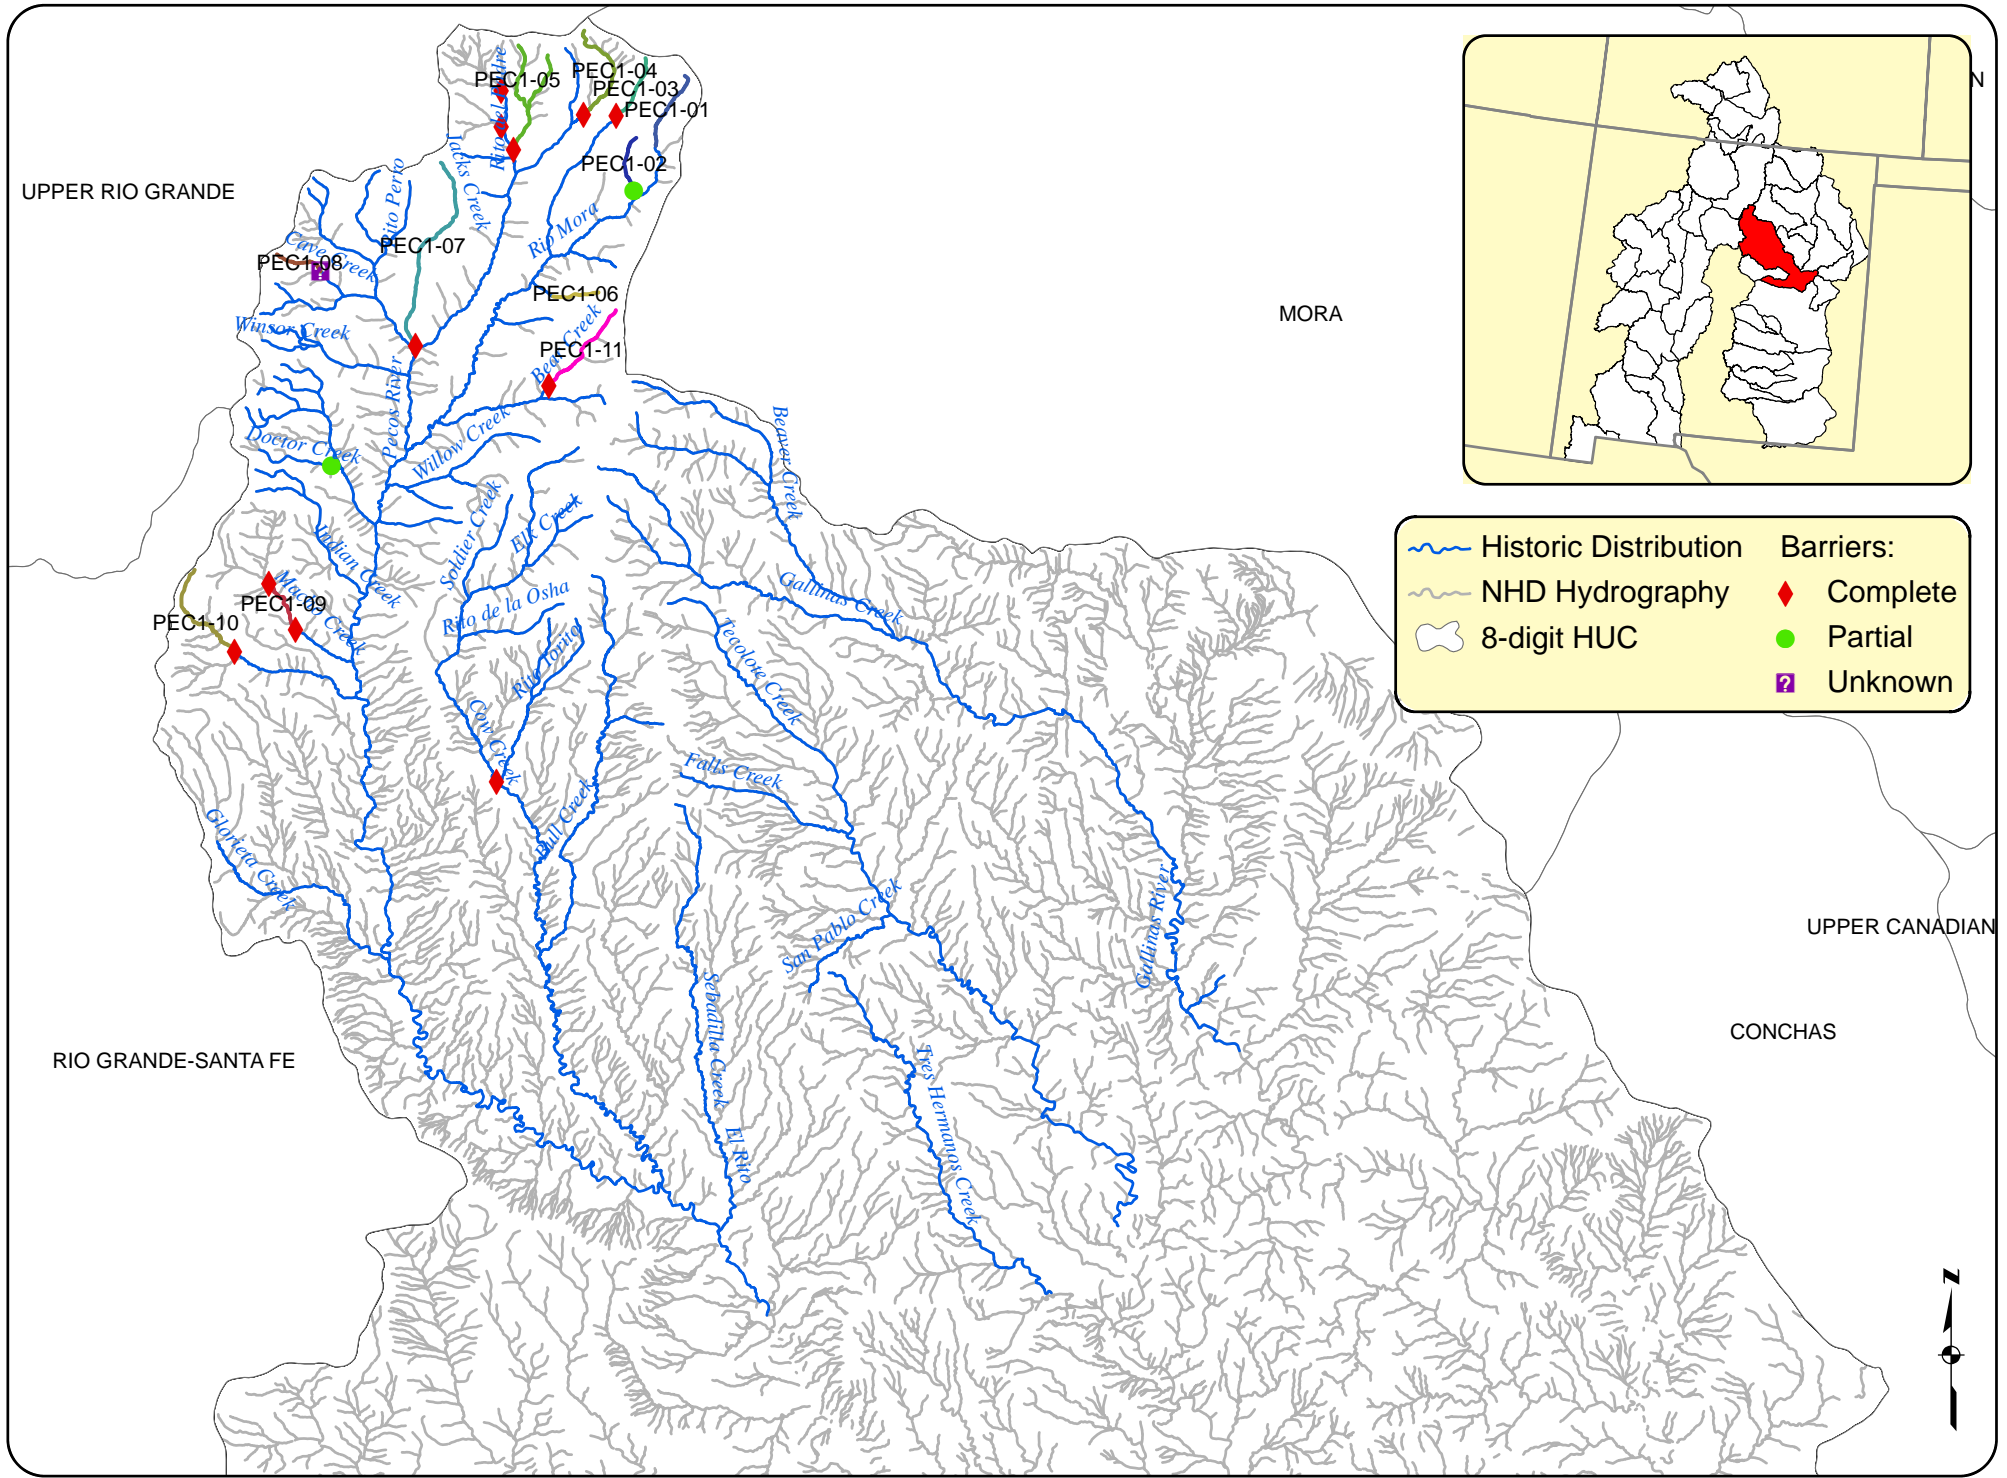 N
UPPER RIO GRANDE
MORA
UPPER CANADIAN
CONCHAS
RIO GRANDE-SANTA FE
PEC1-05
PEC1-04
PEC1-03
PEC1-01
PEC1-02
PEC1-07
PEC1-08
PEC1-06
PEC1-11
PEC1-09
PEC1-10
Rito del Padre
Jacks Creek
Rito Perro
Rio Mora
Cave Creek
Winsor Creek
Bear Creek
Pecos River
Willow Creek
Doctor Creek
Beaver Creek
Soldier Creek
Elk Creek
Indian Creek
Macho Creek
Rito de la Osha
Gallinas Creek
Tecolote Creek
Rito Torito
Cow Creek
Falls Creek
Bull Creek
Glorieta Creek
San Pablo Creek
Gallinas River
Sebadilla Creek
Tres Hermanos Creek
El Rito
Historic Distribution
NHD Hydrography
8-digit HUC
Barriers:
Complete
Partial
?
Unknown
N